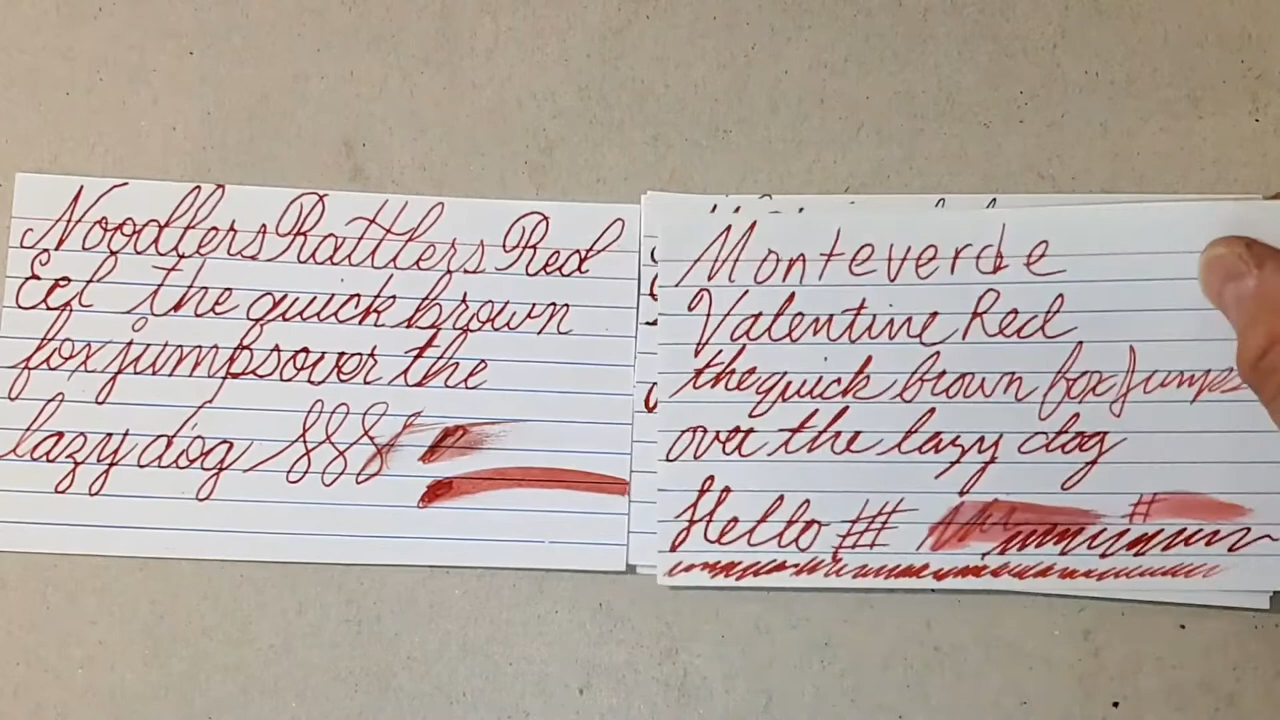 Noodlers Rattlers Red
Eel the quick brown
fox jumps over the
lazy dog
Monteverde
Valentine Red
the quick brown fox Jumps
over the lazy dog
Hello #
#